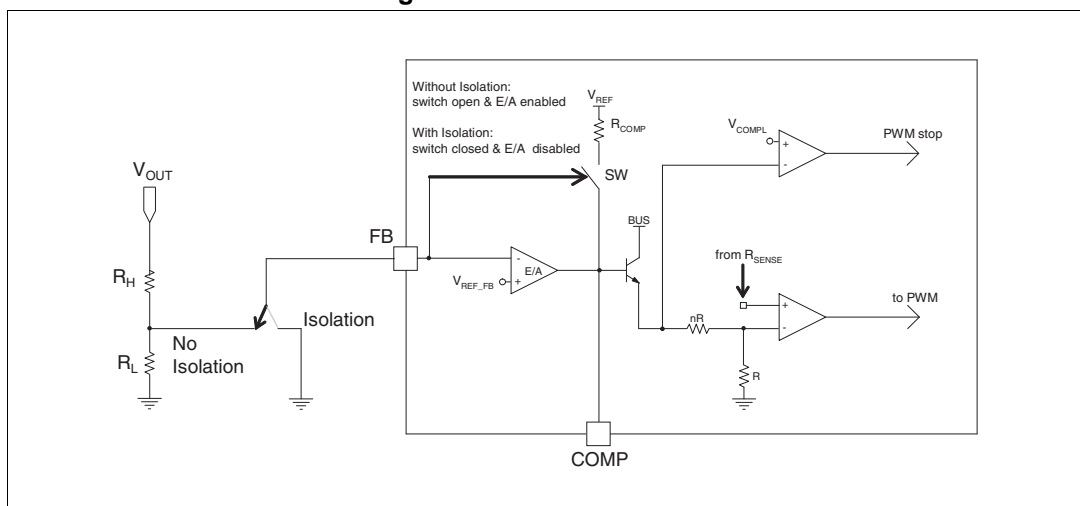 g
Without Isolation:
switch open & E/A enabled
With Isolation:
switch closed & E/A disabled
VREF
RCOMP
SW
VCOMPL
+
-
PWM stop
VOUT
RH
RL
No
Isolation
Isolation
FB
-
E/A
VREF_FB
+
BUS
from RSENSE
+
-
to PWM
nR
R
COMP